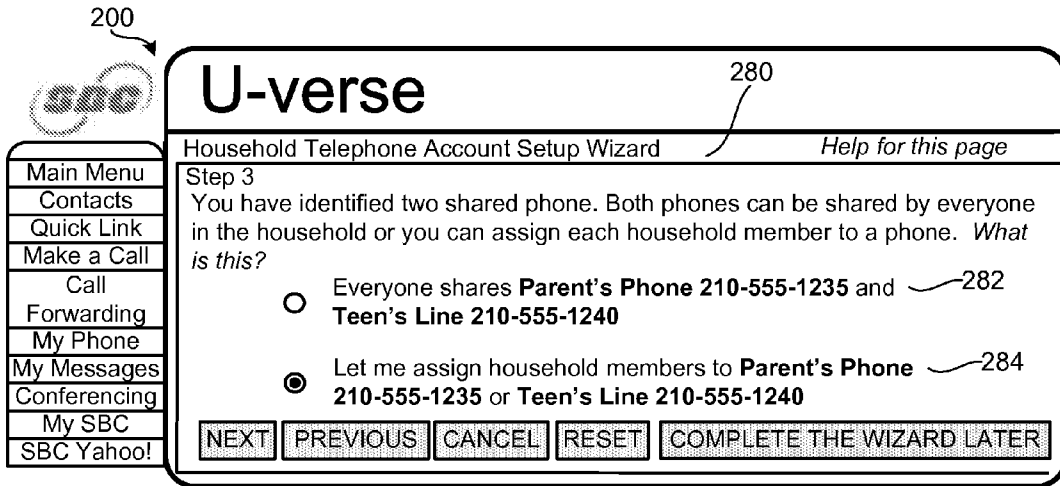 200
SBC
U-verse
280
Household Telephone Account Setup Wizard
Help for this page
Main Menu
Contacts
Quick Link
Make a Call
Call
Forwarding
My Phone
My Messages
Conferencing
My SBC
SBC Yahoo!
Step 3
You have identified two shared phone. Both phones can be shared by everyone
in the household or you can assign each household member to a phone. What
is this?
Everyone shares Parent's Phone 210-555-1235 and
Teen's Line 210-555-1240
282
Let me assign household members to Parent's Phone
210-555-1235 or Teen's Line 210-555-1240
284
NEXT PREVIOUS CANCEL RESET COMPLETE THE WIZARD LATER